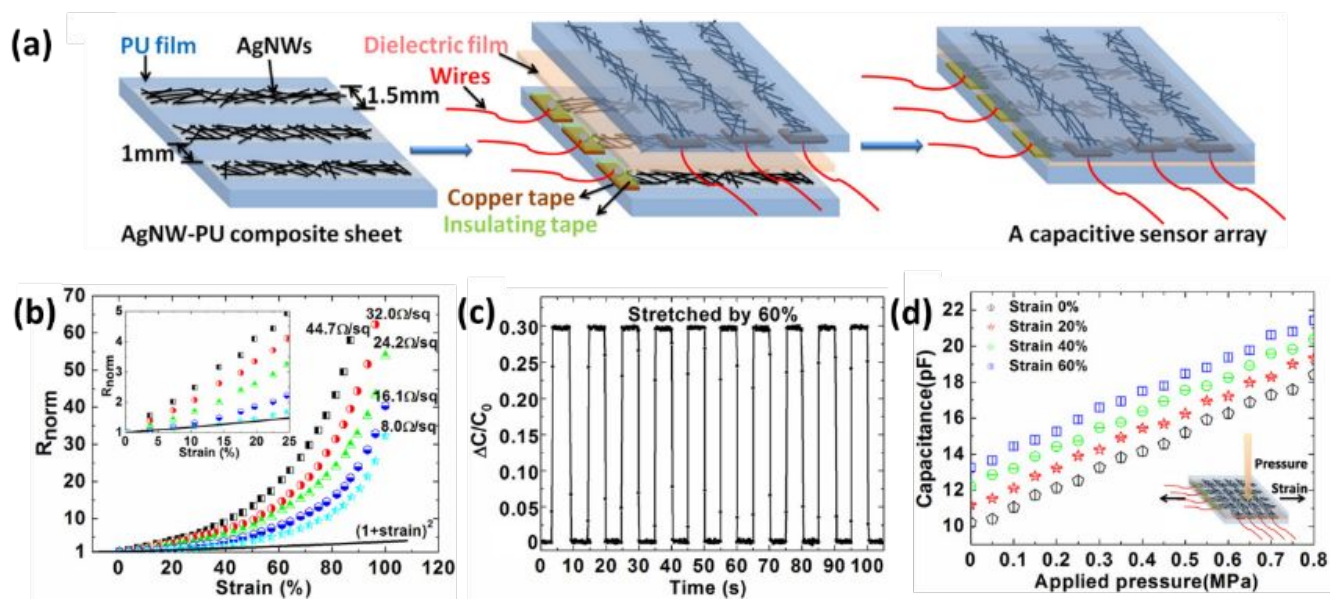 (a)
PU film
AgNWs
Dielectric film
Wires
1.5mm
1mm
Copper tape
Insulating tape
AgNW-PU composite sheet
A capacitive sensor array
(b)
70
60
50
40
30
20
10
1
R_norm
0 20 40 60 80 100 120
Strain (%)
5
4
3
2
1
R_norm
0 5 10 15 20 25
Strain (%)
32.0Ω/sq
44.7Ω/sq
24.2Ω/sq
16.1Ω/sq
8.0Ω/sq
(1+strain)²
(c)
Stretched by 60%
0.30
0.25
0.20
0.15
0.10
0.05
0
ΔC/C₀
0 10 20 30 40 50 60 70 80 90 100
Time (s)
(d)
22
20
18
16
14
12
10
Capacitance(pF)
Strain 0%
Strain 20%
Strain 40%
Strain 60%
Pressure
Strain
0 0.1 0.2 0.3 0.4 0.5 0.6 0.7 0.8
Applied pressure(MPa)